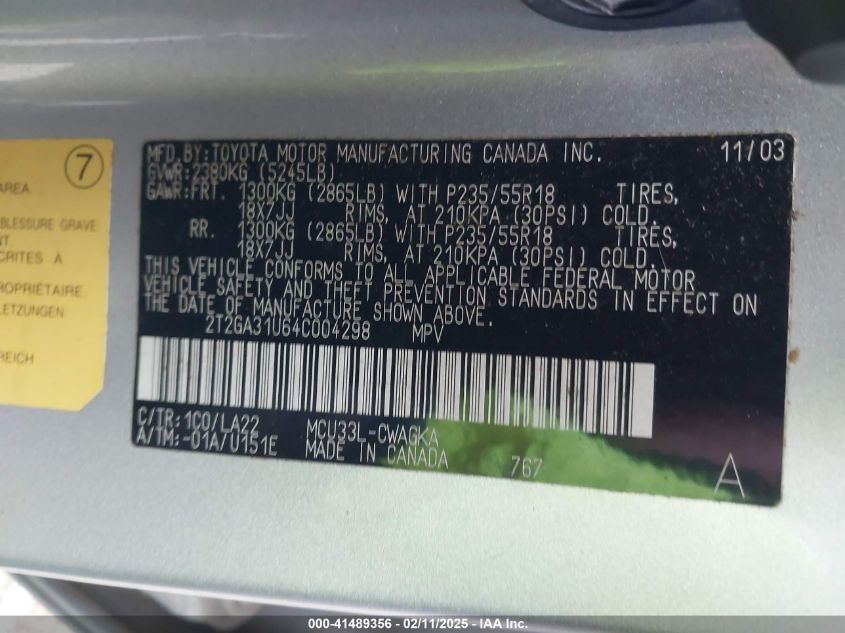 7
AREA
BLESSURE GRAVE
NT
CRITES À
PROPRIÉTAIRE.
LETZUNGEN
REICH
MFD.BY:TOYOTA MOTOR MANUFACTURING CANADA INC. 11/03
GVWR:2380KG (5245LB)
GAWR:FRT. 1300KG (2865LB) WITH P235/55R18 TIRES,
18X7JJ RIMS, AT 210KPA (30PSI) COLD.
RR. 1300KG (2865LB) WITH P235/55R18 TIRES,
18X7JJ RIMS, AT 210KPA (30PSI) COLD.
THIS VEHICLE CONFORMS TO ALL APPLICABLE FEDERAL MOTOR
VEHICLE SAFETY AND THEFT PREVENTION STANDARDS IN EFFECT ON
THE DATE OF MANUFACTURE SHOWN ABOVE.
2T2GA31U64C004298 MPV
C/TR:1C0/LA22 MCU33L-CWAGKA
A/TM:-01A/U151E MADE IN CANADA 767 A
000-41489356 - 02/11/2025 - IAA Inc.